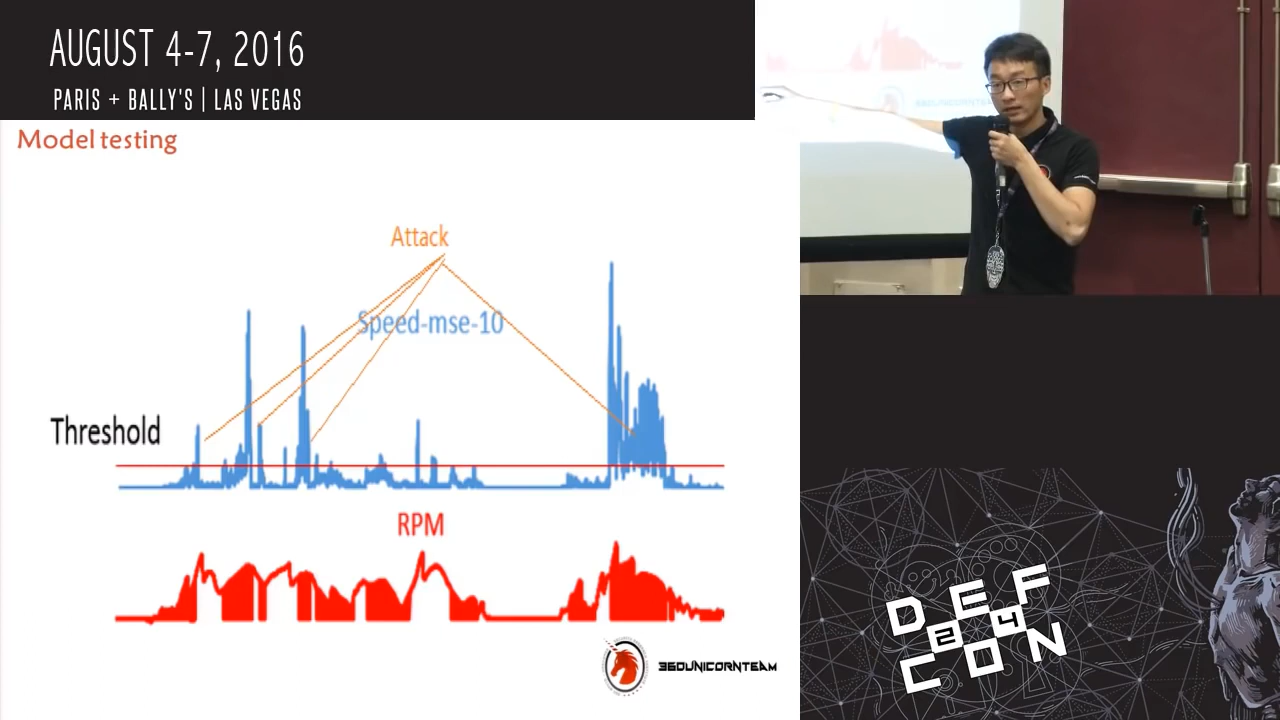 AUGUST 4-7, 2016
PARIS + BALLY'S | LAS VEGAS
Model testing
Attack
Speed-mse-10
Threshold
RPM
360UNICORNTEAM
DEF
24
CON